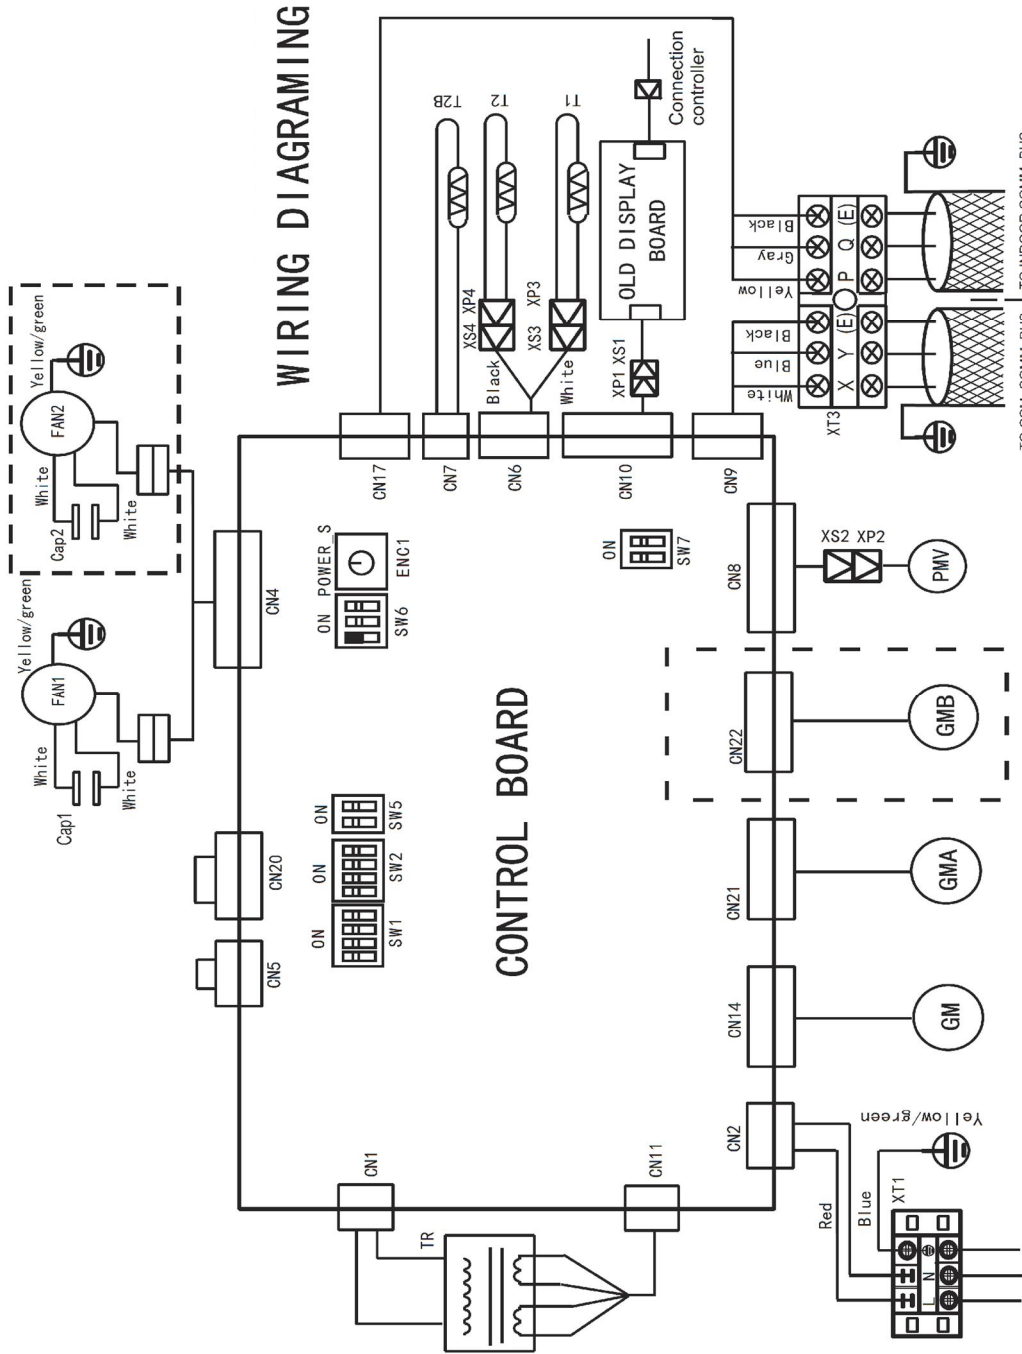 WIRING DIAGRAMING
Yellow/green
FAN1
White
White
Cap1
Yellow/green
FAN2
White
White
Cap2
CN5
CN20
CN4
ON
SW1
ON
SW2
ON
SW5
ON
SW6
POWER_S
ENC1
ON
SW7
CONTROL BOARD
CN17
CN7
CN6
CN10
CN9
T2B
T2
T1
Black
White
XS4 XP4
XS3 XP3
XP1 XS1
OLD DISPLAY
BOARD
Connection
controller
White
Blue
Black
Yellow
Gray
Black
XT3
X Y (E) P Q (E)
CN1
TR
CN11
CN2
CN14
CN21
CN22
CN8
GM
GMA
GMB
XS2 XP2
PMV
Red
Blue
Yellow/green
XT1
L N